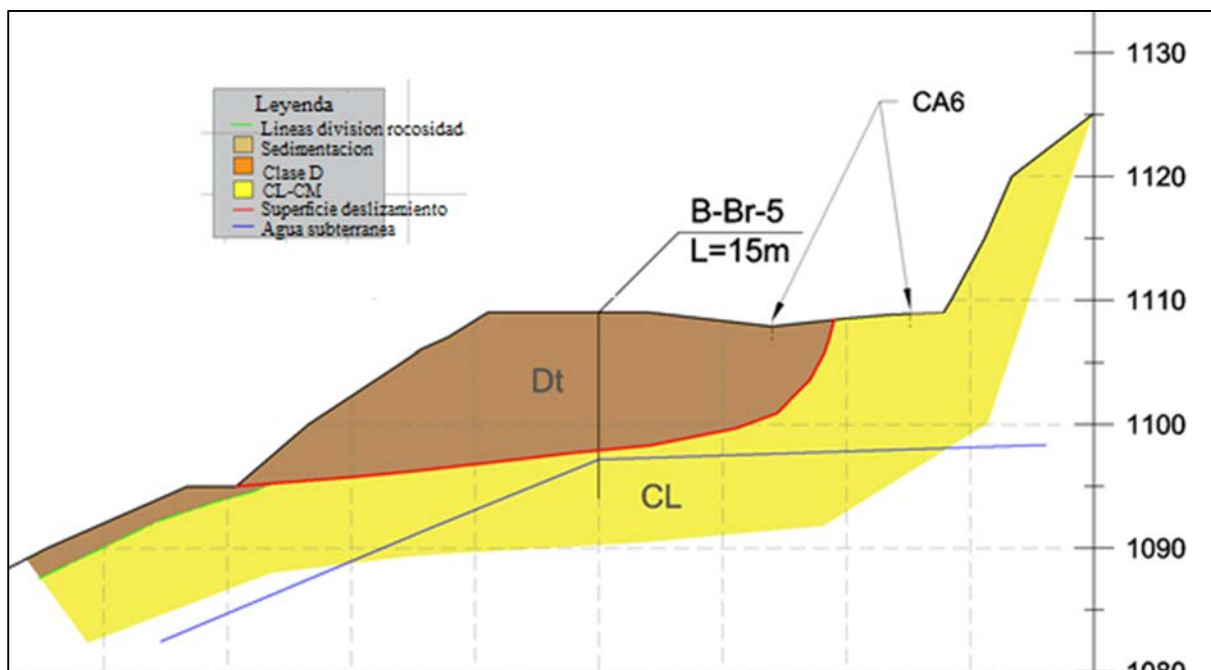 Leyenda
Lineas division rocosidad
Sedimentacion
Clase D
CL-CM
Superficie deslizamiento
Agua subterranea
B-Br-5
L=15m
CA6
Dt
CL
1130
1120
1110
1100
1090
1080